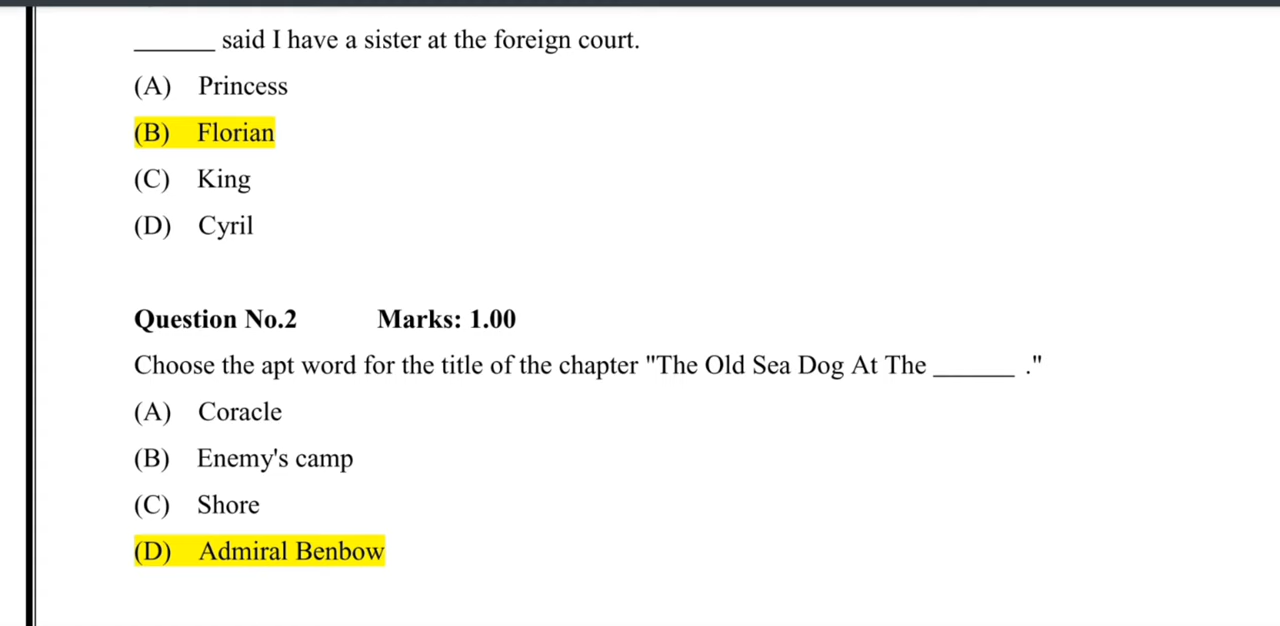 ______ said I have a sister at the foreign court.
(A) Princess
(B) Florian
(C) King
(D) Cyril
Question No.2 Marks: 1.00
Choose the apt word for the title of the chapter "The Old Sea Dog At The ______ ."
(A) Coracle
(B) Enemy's camp
(C) Shore
(D) Admiral Benbow